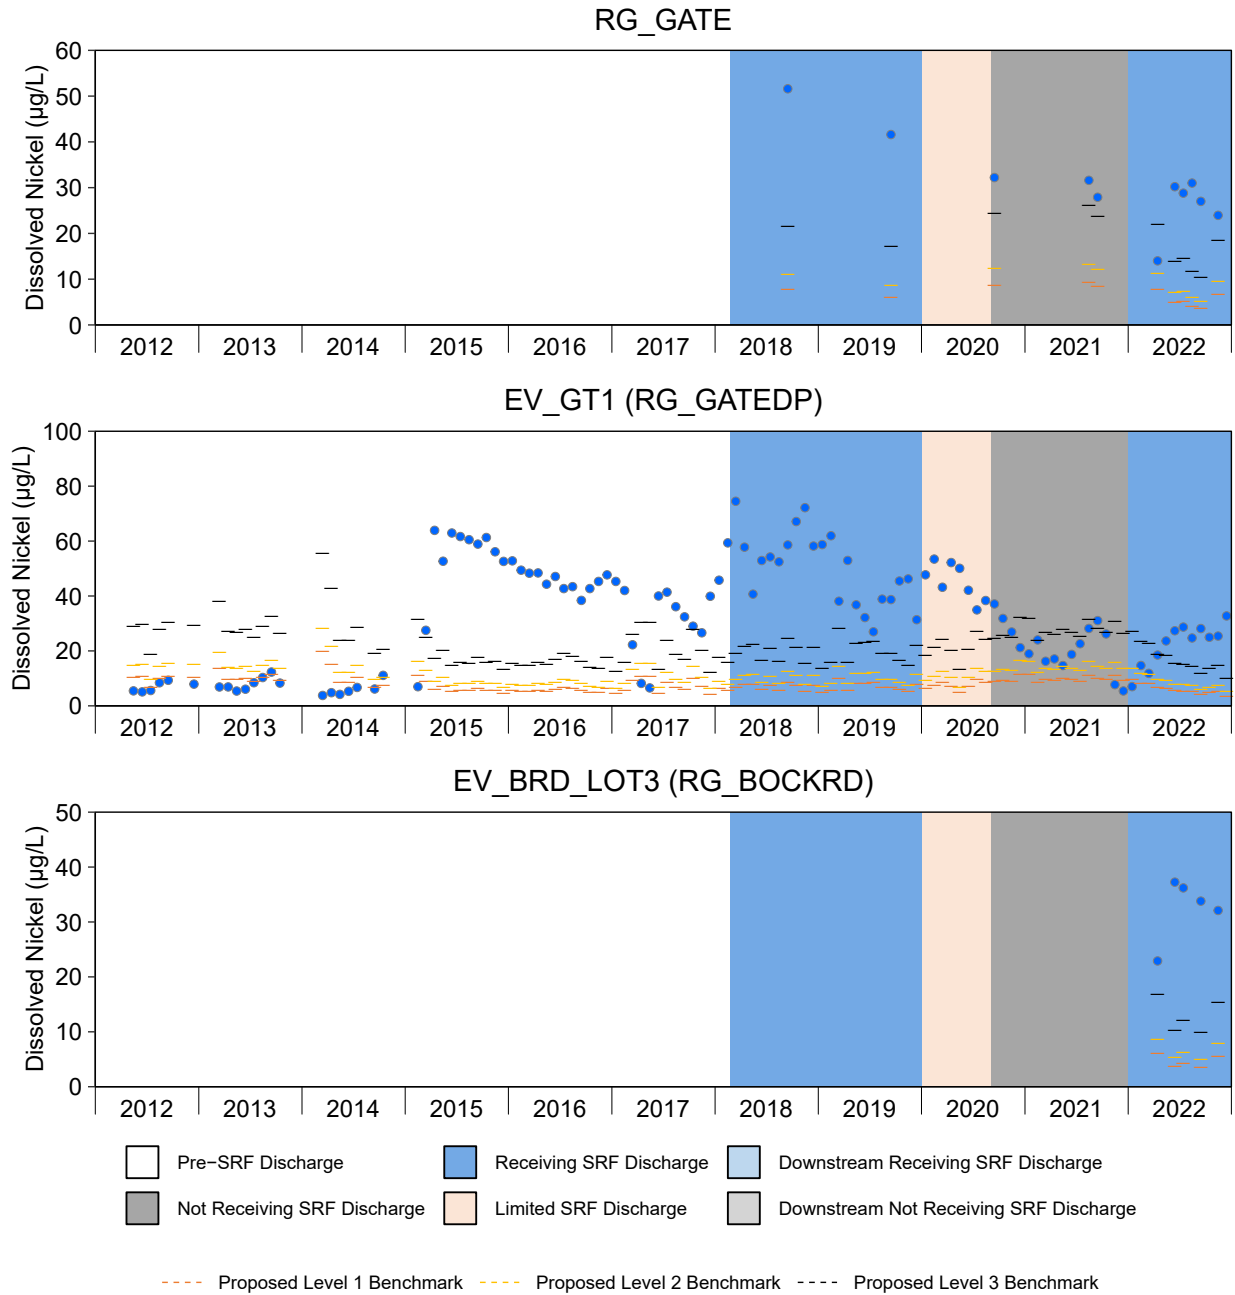 RG_GATE
Dissolved Nickel (µg/L)
60
50
40
30
20
10
0
2012 2013 2014 2015 2016 2017 2018 2019 2020 2021 2022
EV_GT1 (RG_GATEDP)
Dissolved Nickel (µg/L)
100
80
60
40
20
0
2012 2013 2014 2015 2016 2017 2018 2019 2020 2021 2022
EV_BRD_LOT3 (RG_BOCKRD)
Dissolved Nickel (µg/L)
50
40
30
20
10
0
2012 2013 2014 2015 2016 2017 2018 2019 2020 2021 2022
Pre−SRF Discharge Receiving SRF Discharge Downstream Receiving SRF Discharge
Not Receiving SRF Discharge Limited SRF Discharge Downstream Not Receiving SRF Discharge
Proposed Level 1 Benchmark Proposed Level 2 Benchmark Proposed Level 3 Benchmark